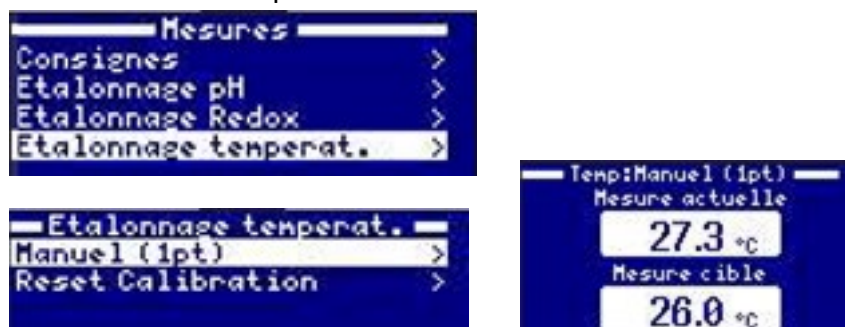 Mesures
Consignes >
Etalonnage pH >
Etalonnage Redox >
Etalonnage temperat. >
Etalonnage temperat.
Manuel (1pt) >
Reset Calibration >
Temp:Manuel (1pt)
Mesure actuelle
27.3 °C
Mesure cible
26.0 °C